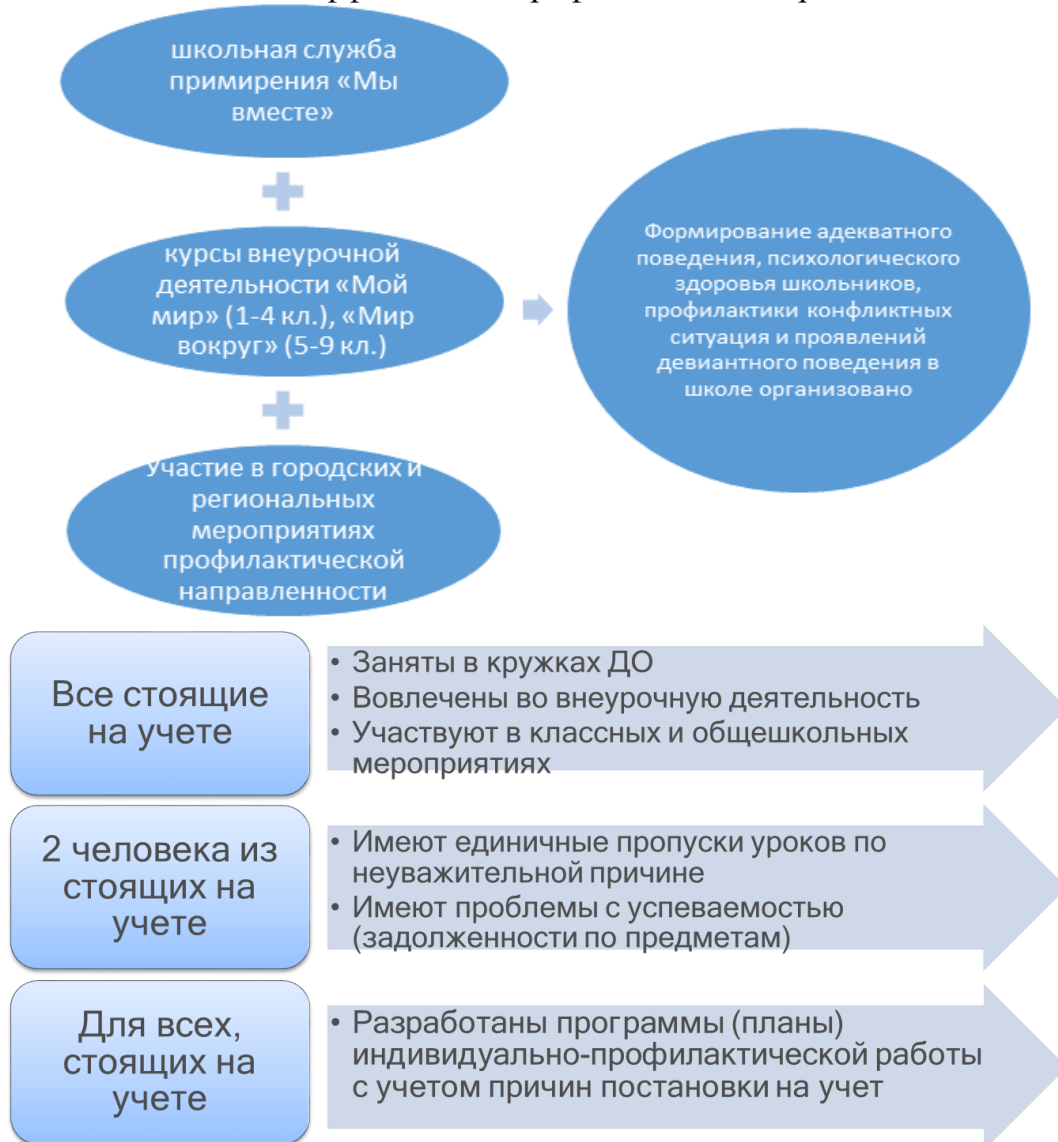 школьная служба
примирения «Мы
вместе»
курсы внеурочной
деятельности «Мой
мир» (1-4 кл.), «Мир
вокруг» (5-9 кл.)
Участие в городских и
региональных
мероприятиях
профилактической
направленности
Формирование адекватного
поведения, психологического
здоровья школьников,
профилактики конфликтных
ситуация и проявлений
девиантного поведения в
школе организовано
Все стоящие
на учете
• Заняты в кружках ДО
• Вовлечены во внеурочную деятельность
• Участвуют в классных и общешкольных
мероприятиях
2 человека из
стоящих на
учете
• Имеют единичные пропуски уроков по
неуважительной причине
• Имеют проблемы с успеваемостью
(задолженности по предметам)
Для всех,
стоящих на
учете
• Разработаны программы (планы)
индивидуально-профилактической работы
с учетом причин постановки на учет